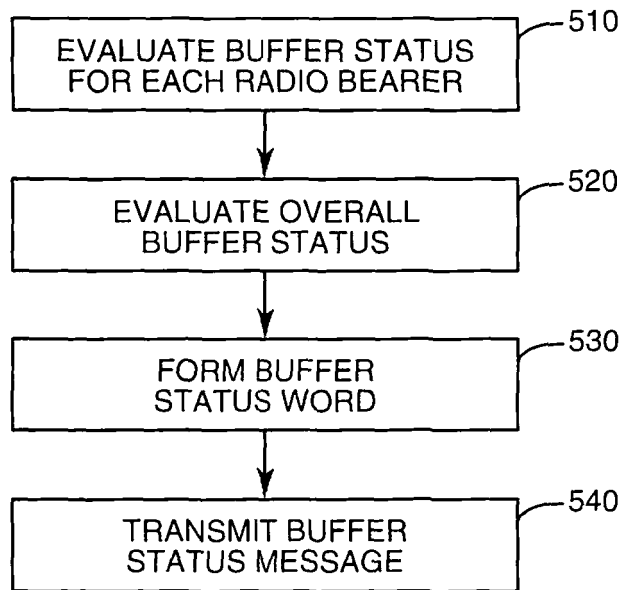 510
EVALUATE BUFFER STATUS
FOR EACH RADIO BEARER
520
EVALUATE OVERALL
BUFFER STATUS
530
FORM BUFFER
STATUS WORD
540
TRANSMIT BUFFER
STATUS MESSAGE